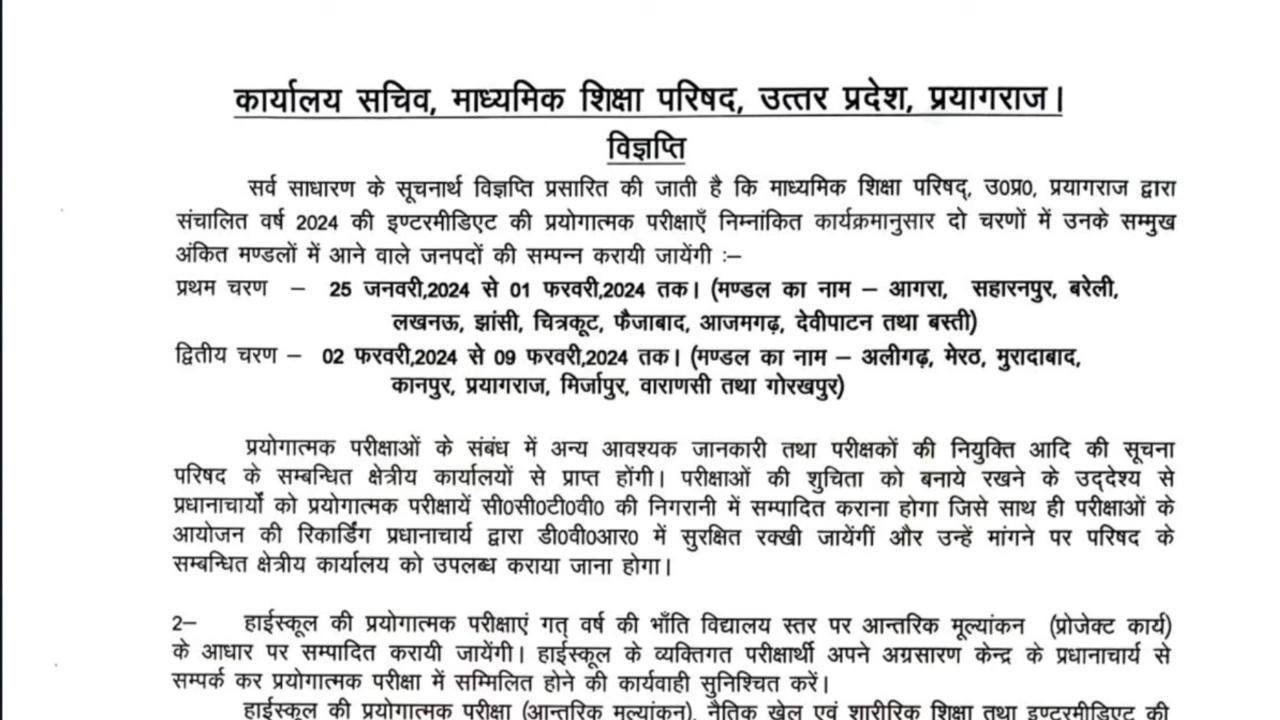 कार्यालय सचिव, माध्यमिक शिक्षा परिषद, उत्तर प्रदेश, प्रयागराज।
विज्ञप्ति
सर्व साधारण के सूचनार्थ विज्ञप्ति प्रसारित की जाती है कि माध्यमिक शिक्षा परिषद्, उ0प्र0, प्रयागराज द्वारा
संचालित वर्ष 2024 की इण्टरमीडिएट की प्रयोगात्मक परीक्षाएँ निम्नांकित कार्यक्रमानुसार दो चरणों में उनके सम्मुख
अंकित मण्डलों में आने वाले जनपदों की सम्पन्न करायी जायेंगी :–
प्रथम चरण – 25 जनवरी,2024 से 01 फरवरी,2024 तक। (मण्डल का नाम – आगरा, सहारनपुर, बरेली,
लखनऊ, झांसी, चित्रकूट, फैजाबाद, आजमगढ़, देवीपाटन तथा बस्ती)
द्वितीय चरण – 02 फरवरी,2024 से 09 फरवरी,2024 तक। (मण्डल का नाम – अलीगढ़, मेरठ, मुरादाबाद,
कानपुर, प्रयागराज, मिर्जापुर, वाराणसी तथा गोरखपुर)
प्रयोगात्मक परीक्षाओं के संबंध में अन्य आवश्यक जानकारी तथा परीक्षकों की नियुक्ति आदि की सूचना
परिषद के सम्बन्धित क्षेत्रीय कार्यालयों से प्राप्त होंगी। परीक्षाओं की शुचिता को बनाये रखने के उद्देश्य से
प्रधानाचार्यों को प्रयोगात्मक परीक्षायें सी0सी0टी0वी0 की निगरानी में सम्पादित कराना होगा जिसे साथ ही परीक्षाओं के
आयोजन की रिकार्डिंग प्रधानाचार्य द्वारा डी0वी0आर0 में सुरक्षित रक्खी जायेंगीं और उन्हें मांगने पर परिषद के
सम्बन्धित क्षेत्रीय कार्यालय को उपलब्ध कराया जाना होगा।
2– हाईस्कूल की प्रयोगात्मक परीक्षाएं गत् वर्ष की भाँति विद्यालय स्तर पर आन्तरिक मूल्यांकन (प्रोजेक्ट कार्य)
के आधार पर सम्पादित करायी जायेंगी। हाईस्कूल के व्यक्तिगत परीक्षार्थी अपने अग्रसारण केन्द्र के प्रधानाचार्य से
सम्पर्क कर प्रयोगात्मक परीक्षा में सम्मिलित होने की कार्यवाही सुनिश्चित करें।
हाईस्कूल की प्रयोगात्मक परीक्षा (आन्तरिक मूल्यांकन), नैतिक खेल एवं शारीरिक शिक्षा तथा इण्टरमीडिएट की